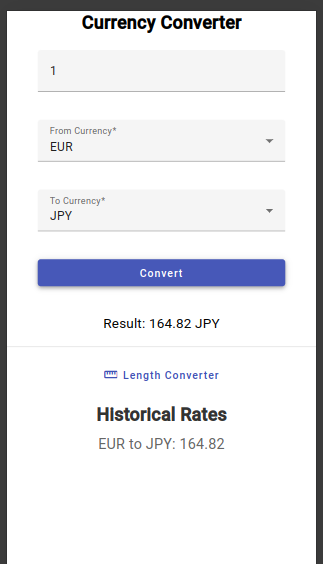 Currency Converter
1
From Currency*
EUR
To Currency*
JPY
Convert
Result: 164.82 JPY
Length Converter
Historical Rates
EUR to JPY: 164.82